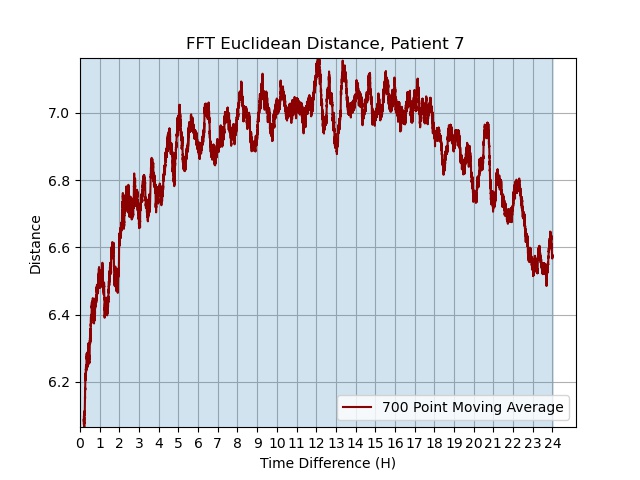 FFT Euclidean Distance, Patient 7
Distance
7.0
6.8
6.6
6.4
6.2
700 Point Moving Average
0 1 2 3 4 5 6 7 8 9 10 11 12 13 14 15 16 17 18 19 20 21 22 23 24
Time Difference (H)